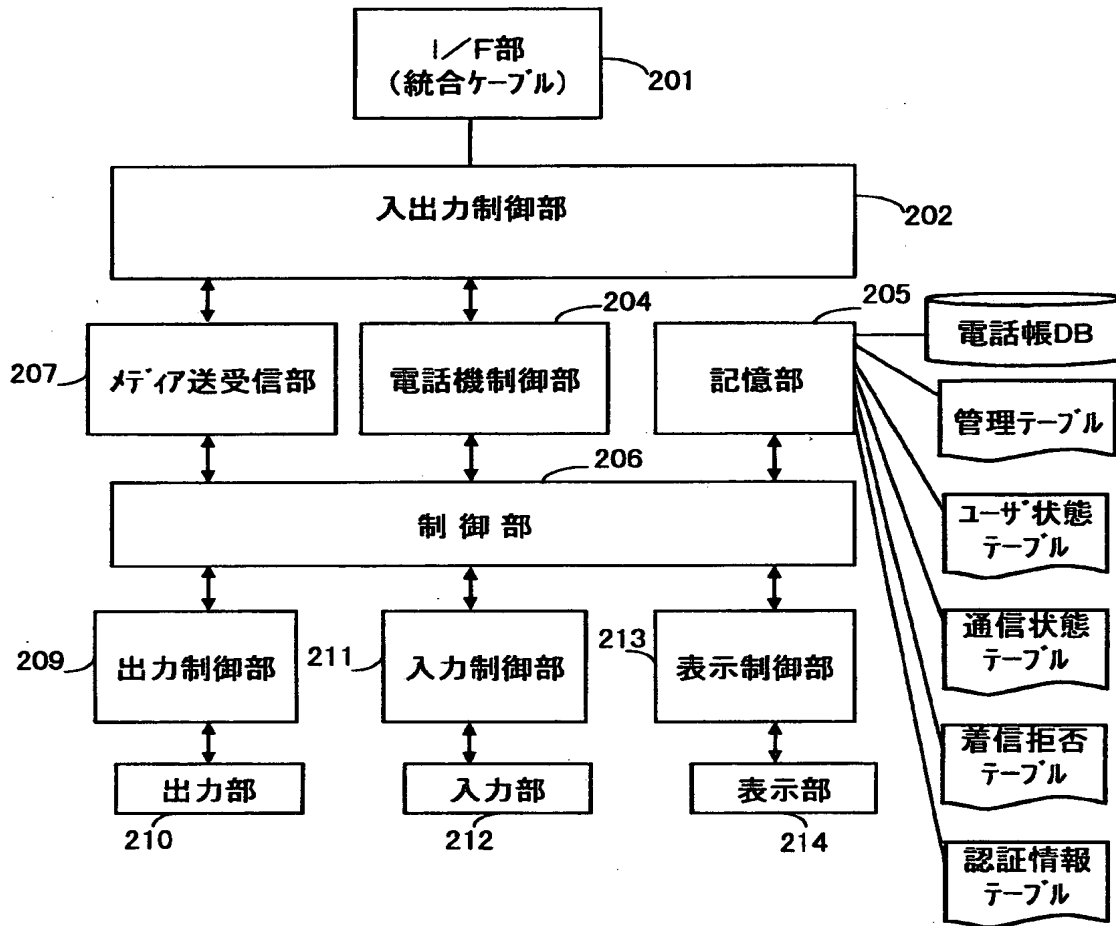 I／F部
（統合ケーブル）
201
入出力制御部
202
204
205
電話帳DB
207
メディア送受信部
電話機制御部
記憶部
管理テーブル
206
制 御 部
ユーザ状態
テーブル
通信状態
テーブル
209
出力制御部
211
入力制御部
213
表示制御部
着信拒否
テーブル
出力部
入力部
表示部
210
212
214
認証情報
テーブル